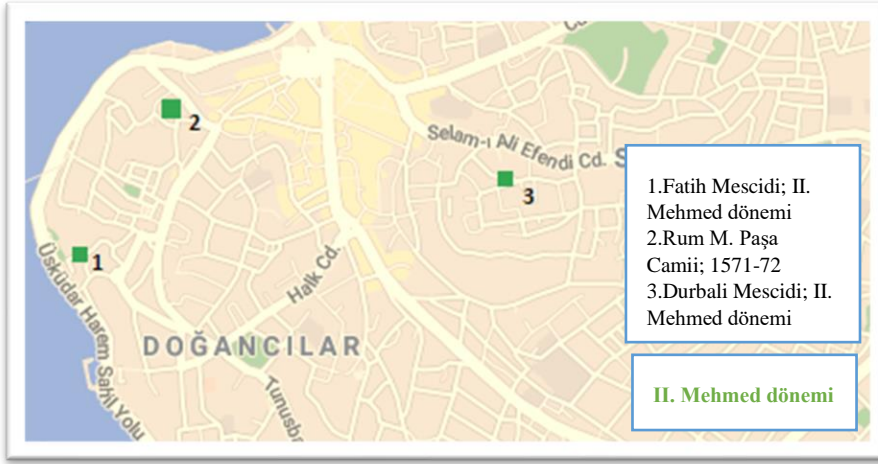 Cu
Selam-ı Ali Efendi Cd.
S
2
3
1
Üsküdar Harem Sahil Yolu
Halk Cd.
DOĞANCILAR
Tunusb
1.Fatih Mescidi; II.
Mehmed dönemi
2.Rum M. Paşa
Camii; 1571-72
3.Durbali Mescidi; II.
Mehmed dönemi
II. Mehmed dönemi